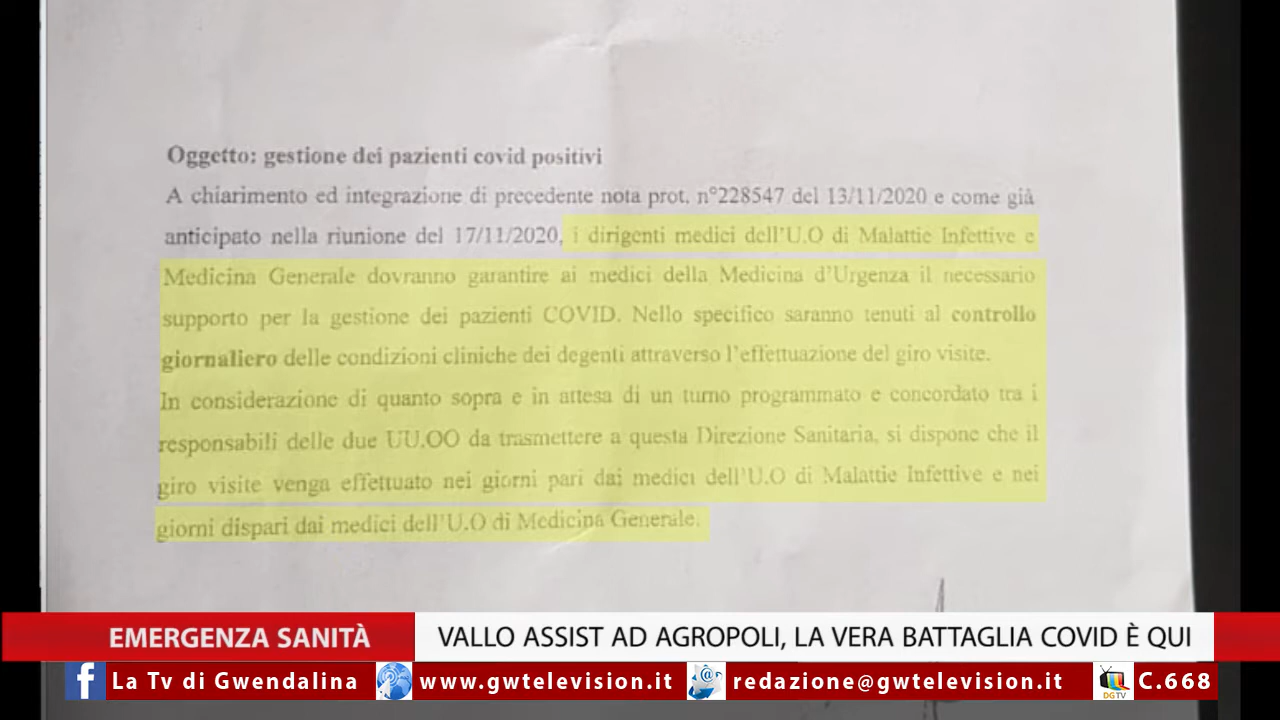 Oggetto: gestione dei pazienti covid positivi
A chiarimento ed integrazione di precedente nota prot. n°228547 del 13/11/2020 e come già
anticipato nella riunione del 17/11/2020, i dirigenti medici dell'U.O di Malattie Infettive e
Medicina Generale dovranno garantire ai medici della Medicina d'Urgenza il necessario
supporto per la gestione dei pazienti COVID. Nello specifico saranno tenuti al controllo
giornaliero delle condizioni cliniche dei degenti attraverso l'effettuazione del giro visite.
In considerazione di quanto sopra e in attesa di un turno programmato e concordato tra i
responsabili delle due UU.OO da trasmettere a questa Direzione Sanitaria, si dispone che il
giro visite venga effettuato nei giorni pari dai medici dell'U.O di Malattie Infettive e nei
giorni dispari dai medici dell'U.O di Medicina Generale.
EMERGENZA SANITÀ VALLO ASSIST AD AGROPOLI, LA VERA BATTAGLIA COVID È QUI
f La Tv di Gwendalina www.gwtelevision.it redazione@gwtelevision.it DGTV C.668